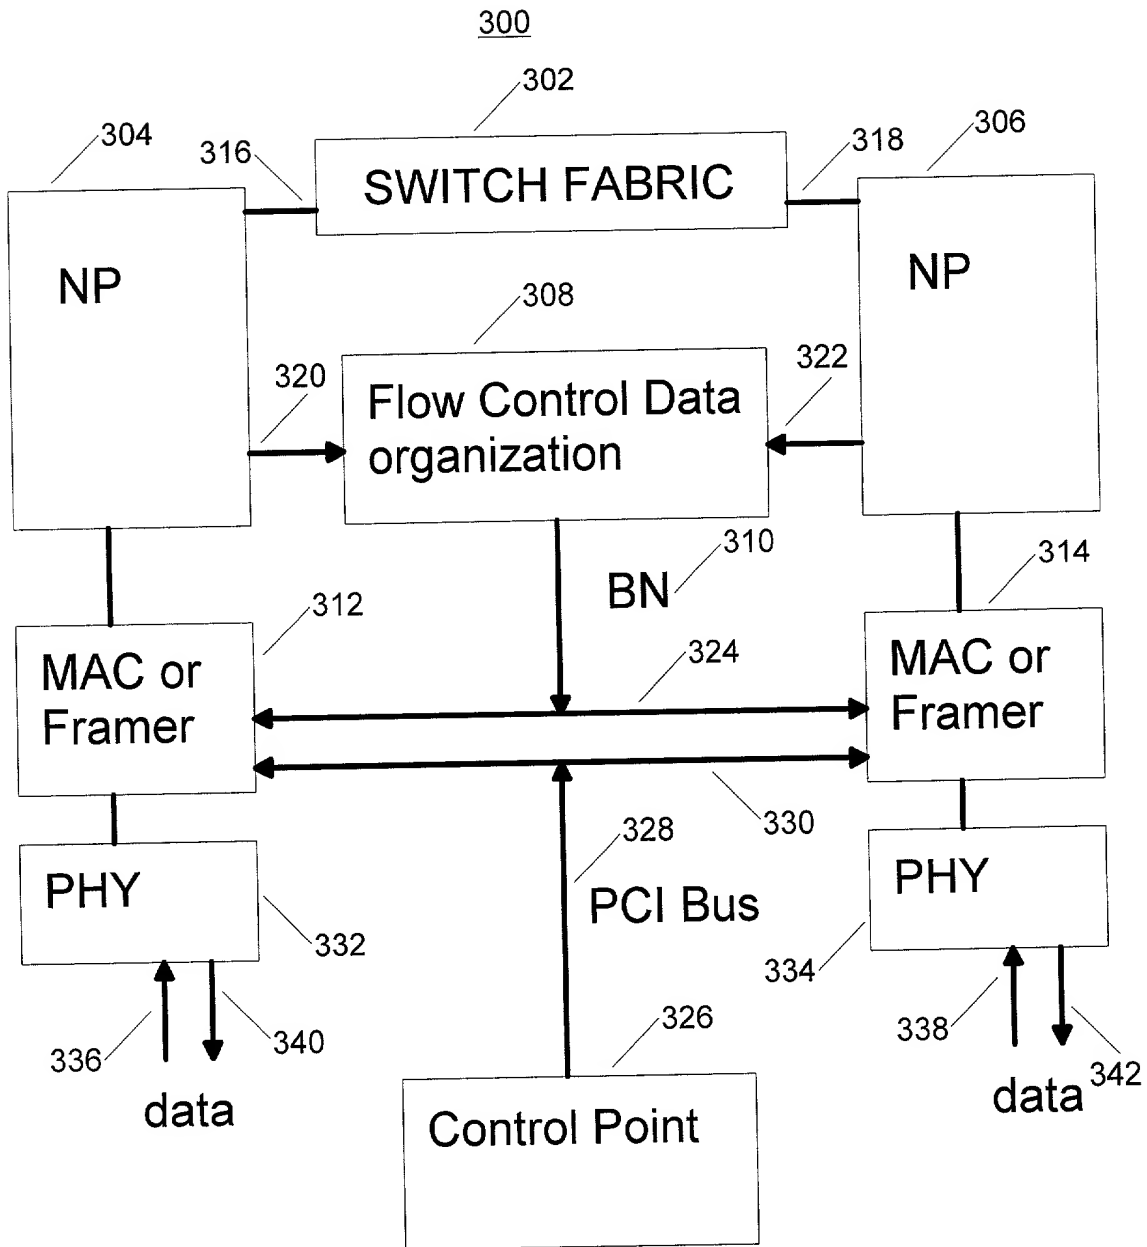 300
302
304
316
SWITCH FABRIC
318
306
NP
NP
308
320
Flow Control Data
organization
322
BN
310
312
314
MAC or
Framer
324
MAC or
Framer
328
330
PHY
332
PCI Bus
PHY
334
336
340
326
338
342
data
data
Control Point